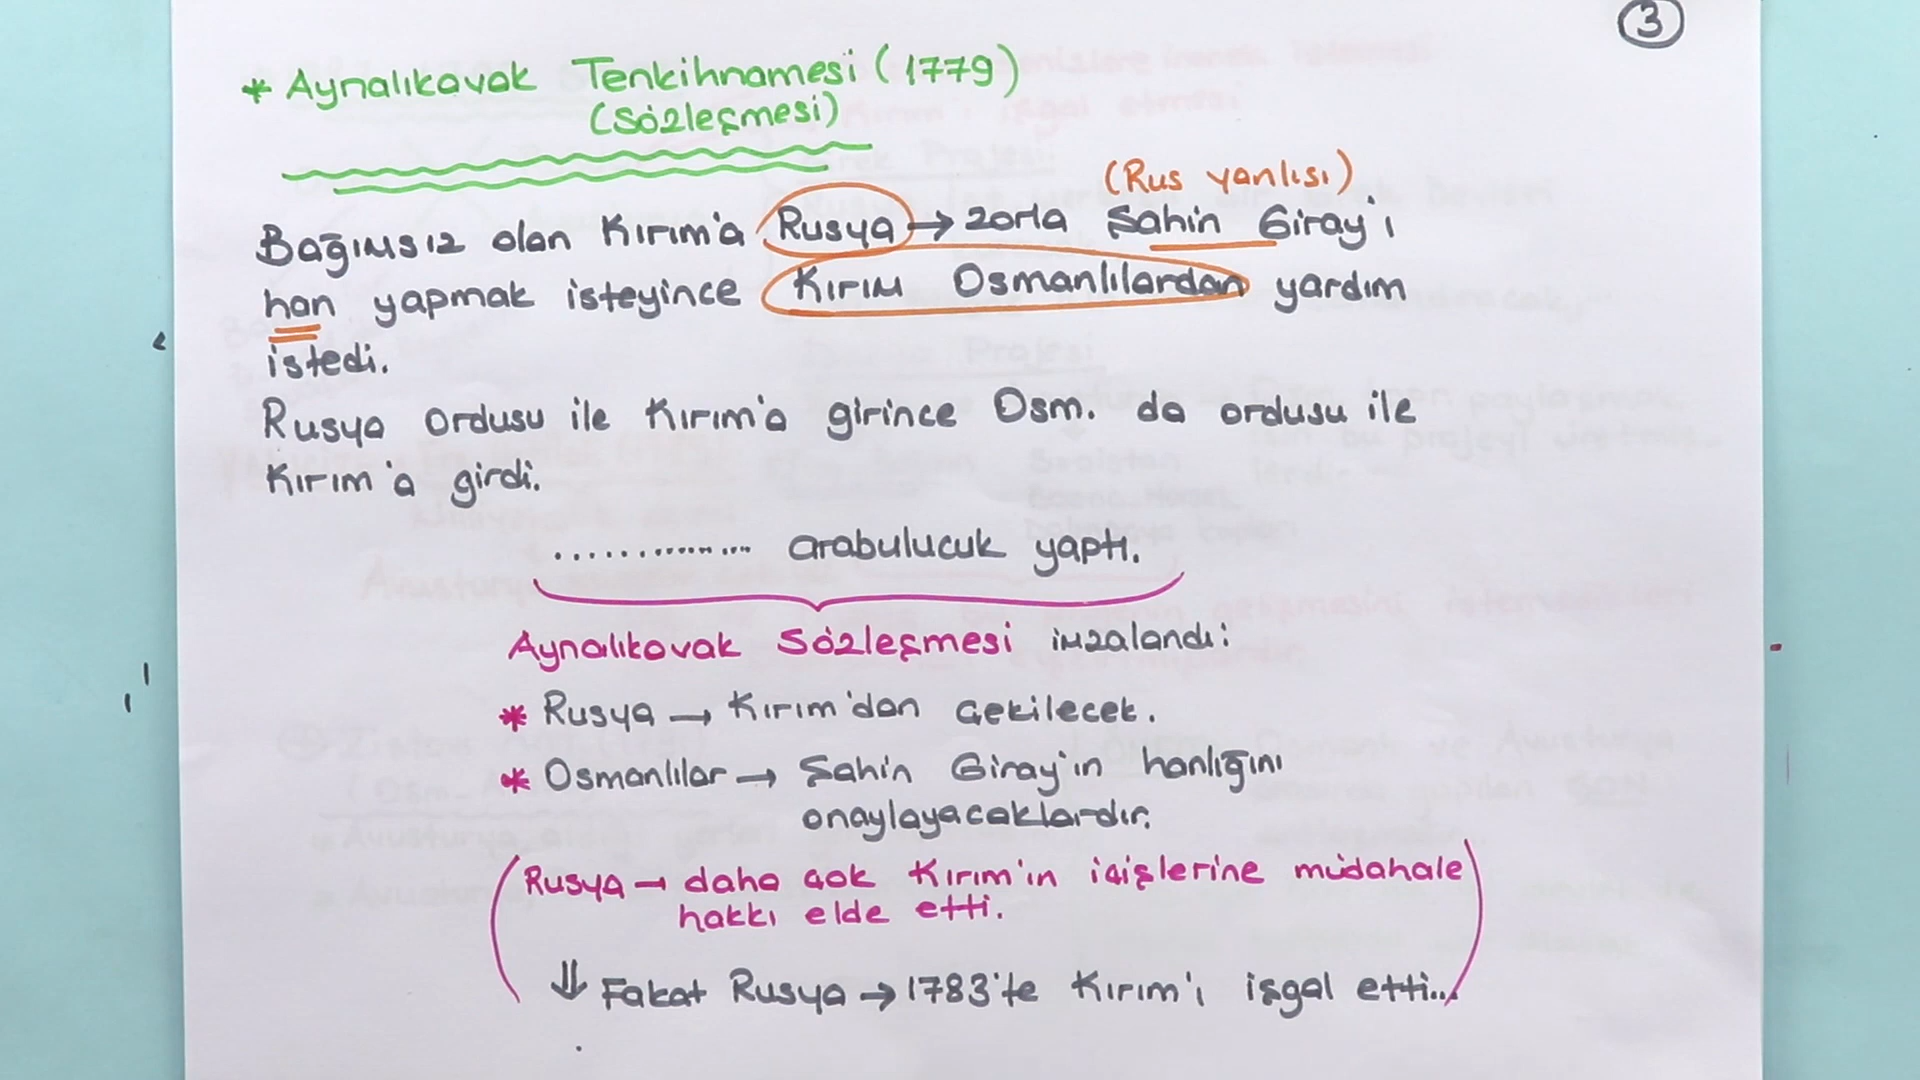 3
* Aynalıkavak Tenkihnamesi (1779)
(Sözleşmesi)
(Rus yanlısı)
Bağımsız olan Kırım'a Rusya → zorla Şahin Giray'ı
han yapmak isteyince Kırım Osmanlılardan yardım
istedi.
Rusya ordusu ile Kırım'a girince Osm. da ordusu ile
Kırım'a girdi.
................ arabulucuk yaptı.
Aynalıkavak Sözleşmesi imzalandı:
* Rusya → Kırım'dan çekilecek.
* Osmanlılar → Şahin Giray'ın hanlığını
onaylayacaklardır.
(Rusya → daha çok Kırım'ın içişlerine müdahale
hakkı elde etti.
⇓ Fakat Rusya → 1783'te Kırım'ı işgal etti...)